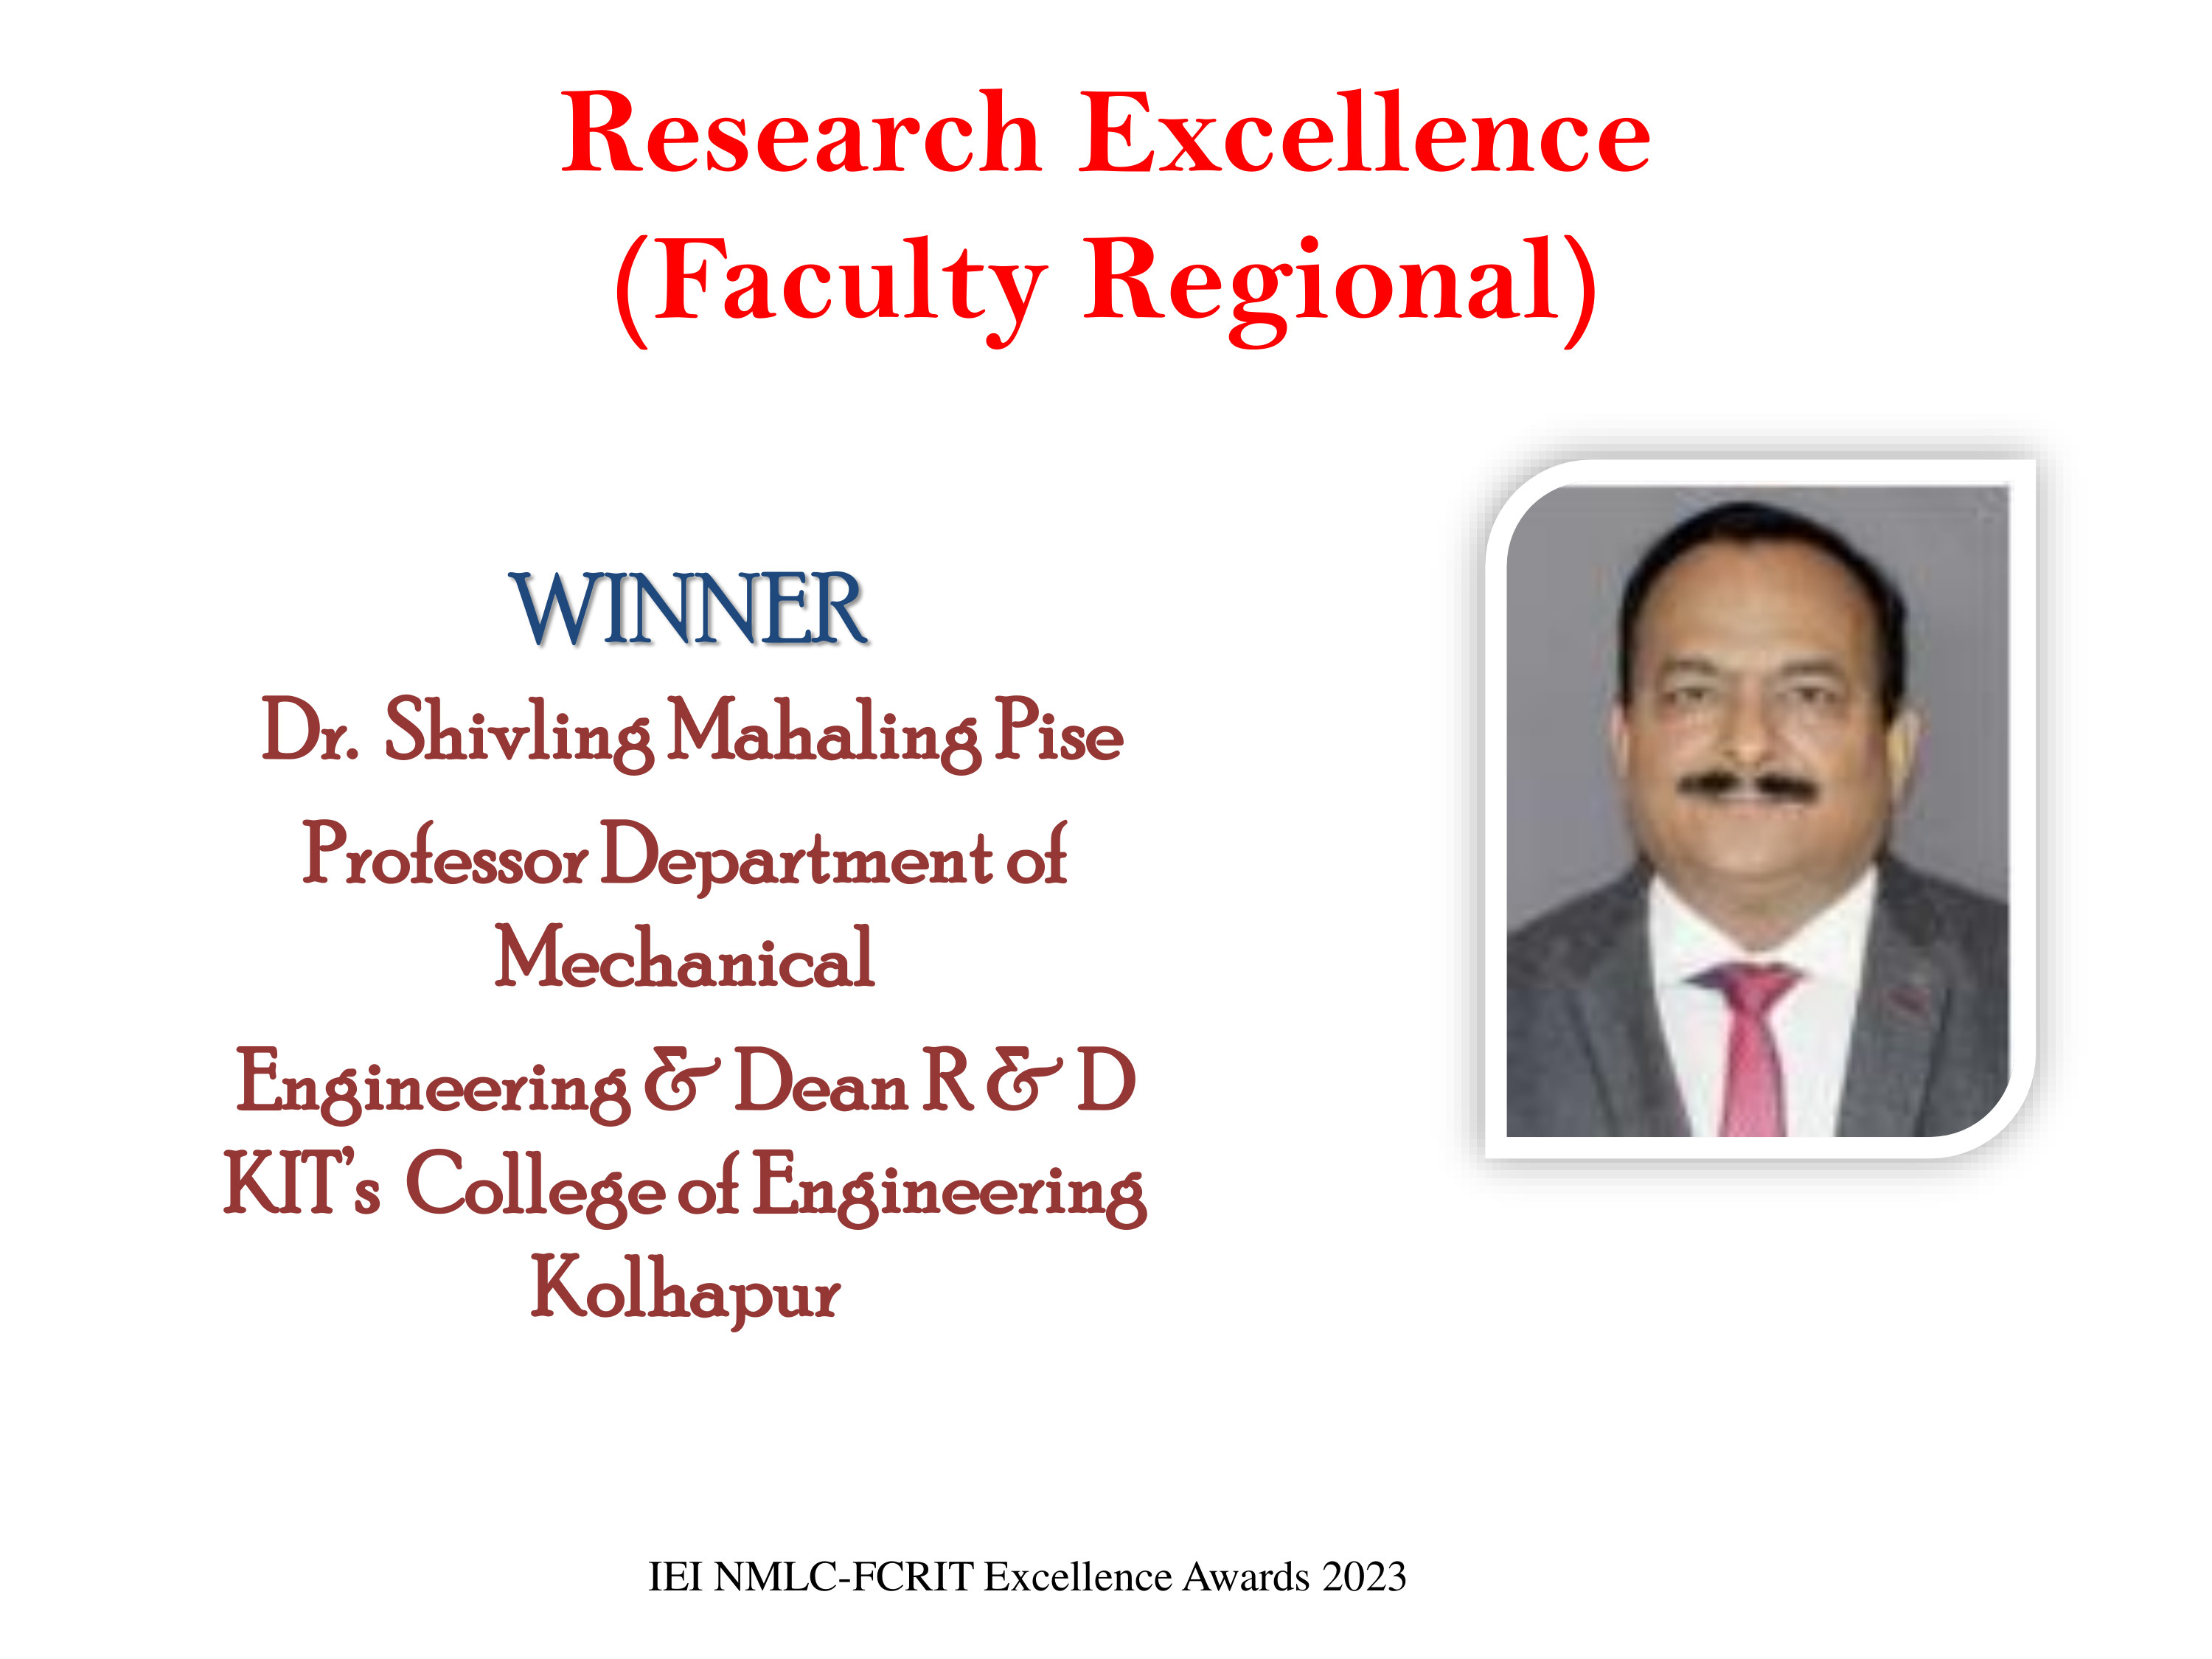 Research Excellence
(Faculty Regional)
WINNER
Dr. Shivling Mahaling Pise
Professor Department of
Mechanical
Engineering & Dean R & D
KIT's College of Engineering
Kolhapur
IEI NMLC-FCRIT Excellence Awards 2023